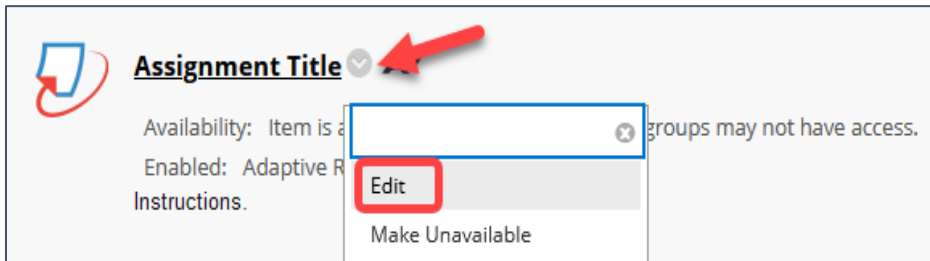 Assignment Title
Availability: Item is a groups may not have access.
Enabled: Adaptive R
Edit
Instructions.
Make Unavailable